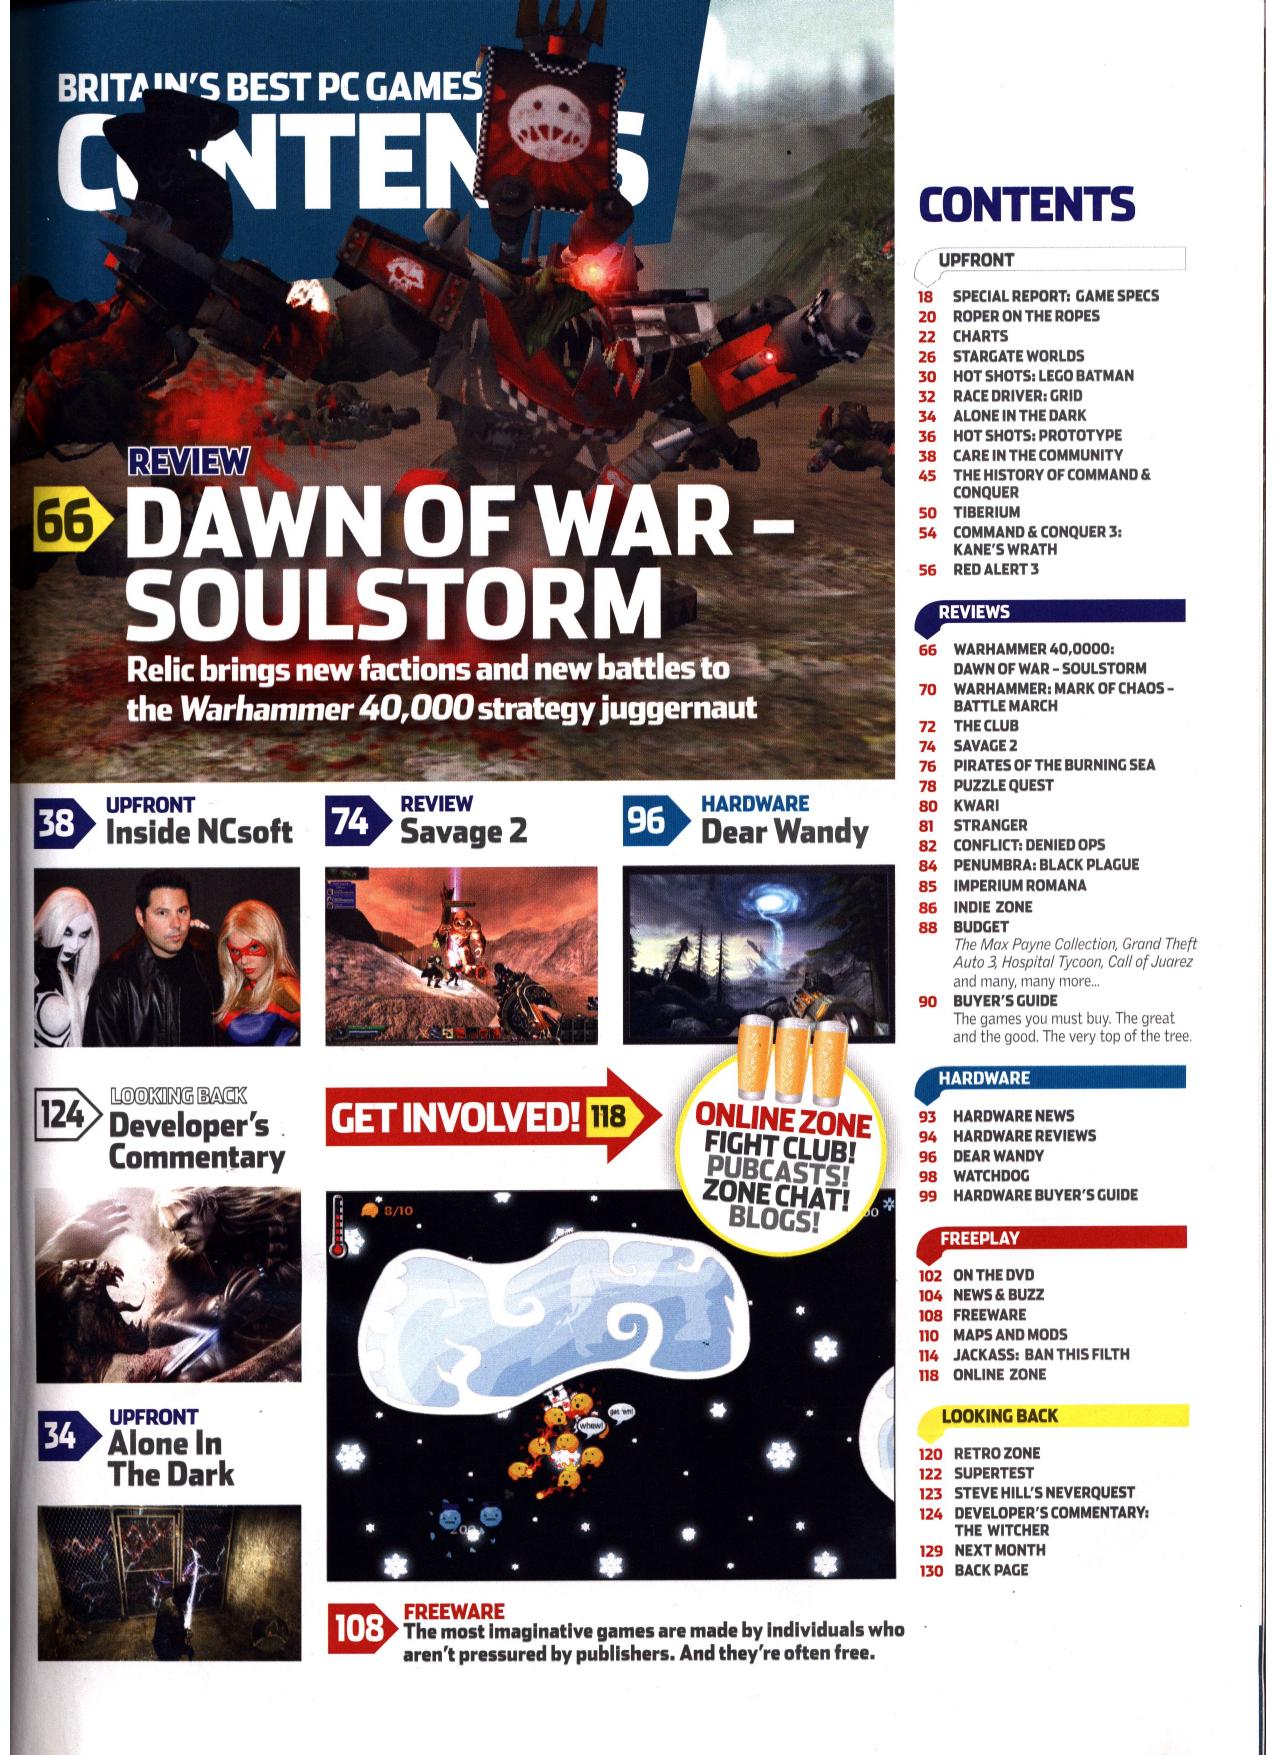 BRITAIN'S BEST PC GAMES
CONTENTS
REVIEW
66
DAWN OF WAR –
SOULSTORM
Relic brings new factions and new battles to
the Warhammer 40,000 strategy juggernaut
38
UPFRONT
Inside NCsoft
74
REVIEW
Savage 2
96
HARDWARE
Dear Wandy
124
LOOKING BACK
Developer's
Commentary
GET INVOLVED! 118
ONLINE ZONE
FIGHT CLUB!
PUBCASTS!
ZONE CHAT!
BLOGS!
8/10
whew!
get 'em!
200
34
UPFRONT
Alone In
The Dark
108
FREEWARE
The most imaginative games are made by individuals who
aren't pressured by publishers. And they're often free.
CONTENTS
UPFRONT
18 SPECIAL REPORT: GAME SPECS
20 ROPER ON THE ROPES
22 CHARTS
26 STARGATE WORLDS
30 HOT SHOTS: LEGO BATMAN
32 RACE DRIVER: GRID
34 ALONE IN THE DARK
36 HOT SHOTS: PROTOTYPE
38 CARE IN THE COMMUNITY
45 THE HISTORY OF COMMAND &
CONQUER
50 TIBERIUM
54 COMMAND & CONQUER 3:
KANE'S WRATH
56 RED ALERT 3
REVIEWS
66 WARHAMMER 40,0000:
DAWN OF WAR – SOULSTORM
70 WARHAMMER: MARK OF CHAOS –
BATTLE MARCH
72 THE CLUB
74 SAVAGE 2
76 PIRATES OF THE BURNING SEA
78 PUZZLE QUEST
80 KWARI
81 STRANGER
82 CONFLICT: DENIED OPS
84 PENUMBRA: BLACK PLAGUE
85 IMPERIUM ROMANA
86 INDIE ZONE
88 BUDGET
The Max Payne Collection, Grand Theft
Auto 3, Hospital Tycoon, Call of Juarez
and many, many more...
90 BUYER'S GUIDE
The games you must buy. The great
and the good. The very top of the tree.
HARDWARE
93 HARDWARE NEWS
94 HARDWARE REVIEWS
96 DEAR WANDY
98 WATCHDOG
99 HARDWARE BUYER'S GUIDE
FREEPLAY
102 ON THE DVD
104 NEWS & BUZZ
108 FREEWARE
110 MAPS AND MODS
114 JACKASS: BAN THIS FILTH
118 ONLINE ZONE
LOOKING BACK
120 RETRO ZONE
122 SUPERTEST
123 STEVE HILL'S NEVERQUEST
124 DEVELOPER'S COMMENTARY:
THE WITCHER
129 NEXT MONTH
130 BACK PAGE